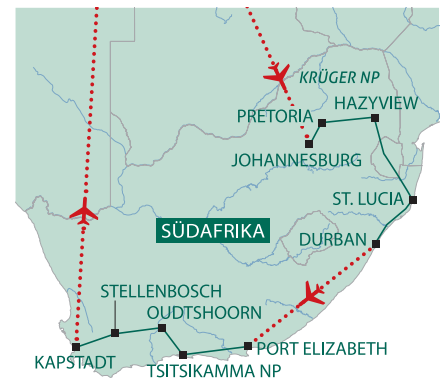 KRÜGER NP
HAZYVIEW
PRETORIA
JOHANNESBURG
ST. LUCIA
SÜDAFRIKA
DURBAN
STELLENBOSCH
OUDTSHOORN
PORT ELIZABETH
KAPSTADT
TSITSIKAMMA NP